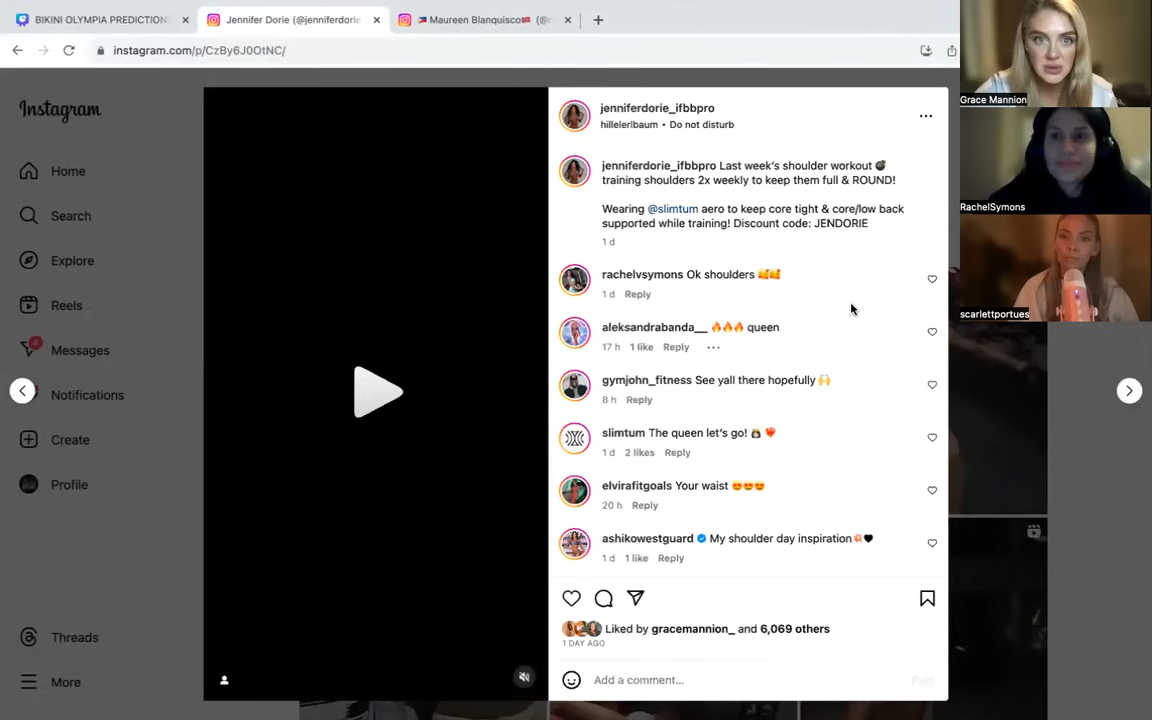 BIKINI OLYMPIA PREDICTION
Jennifer Dorie (@jenniferdorie
🇵🇭 Maureen Blanquisco🇵🇭 (@
instagram.com/p/CzBy6J0OtNC/
Grace Mannion
RachelSymons
scarlettportues
Instagram
Home
Search
Explore
Reels
4
Messages
Notifications
Create
Profile
Threads
More
jenniferdorie_ifbbpro
hillelerlbaum • Do not disturb
jenniferdorie_ifbbpro Last week's shoulder workout 💣
training shoulders 2x weekly to keep them full & ROUND!
Wearing @slimtum aero to keep core tight & core/low back
supported while training! Discount code: JENDORIE
1 d
rachelvsymons Ok shoulders 🥰🥰
1 d Reply
aleksandrabanda__ 🔥🔥🔥 queen
17 h 1 like Reply
gymjohn_fitness See yall there hopefully 🙌
8 h Reply
slimtum The queen let's go! 👸 ❤️‍🔥
1 d 2 likes Reply
elvirafitgoals Your waist 😍😍😍
20 h Reply
ashikowestguard My shoulder day inspiration💥🖤
1 d 1 like Reply
Liked by gracemannion_ and 6,069 others
1 DAY AGO
Add a comment...
Post